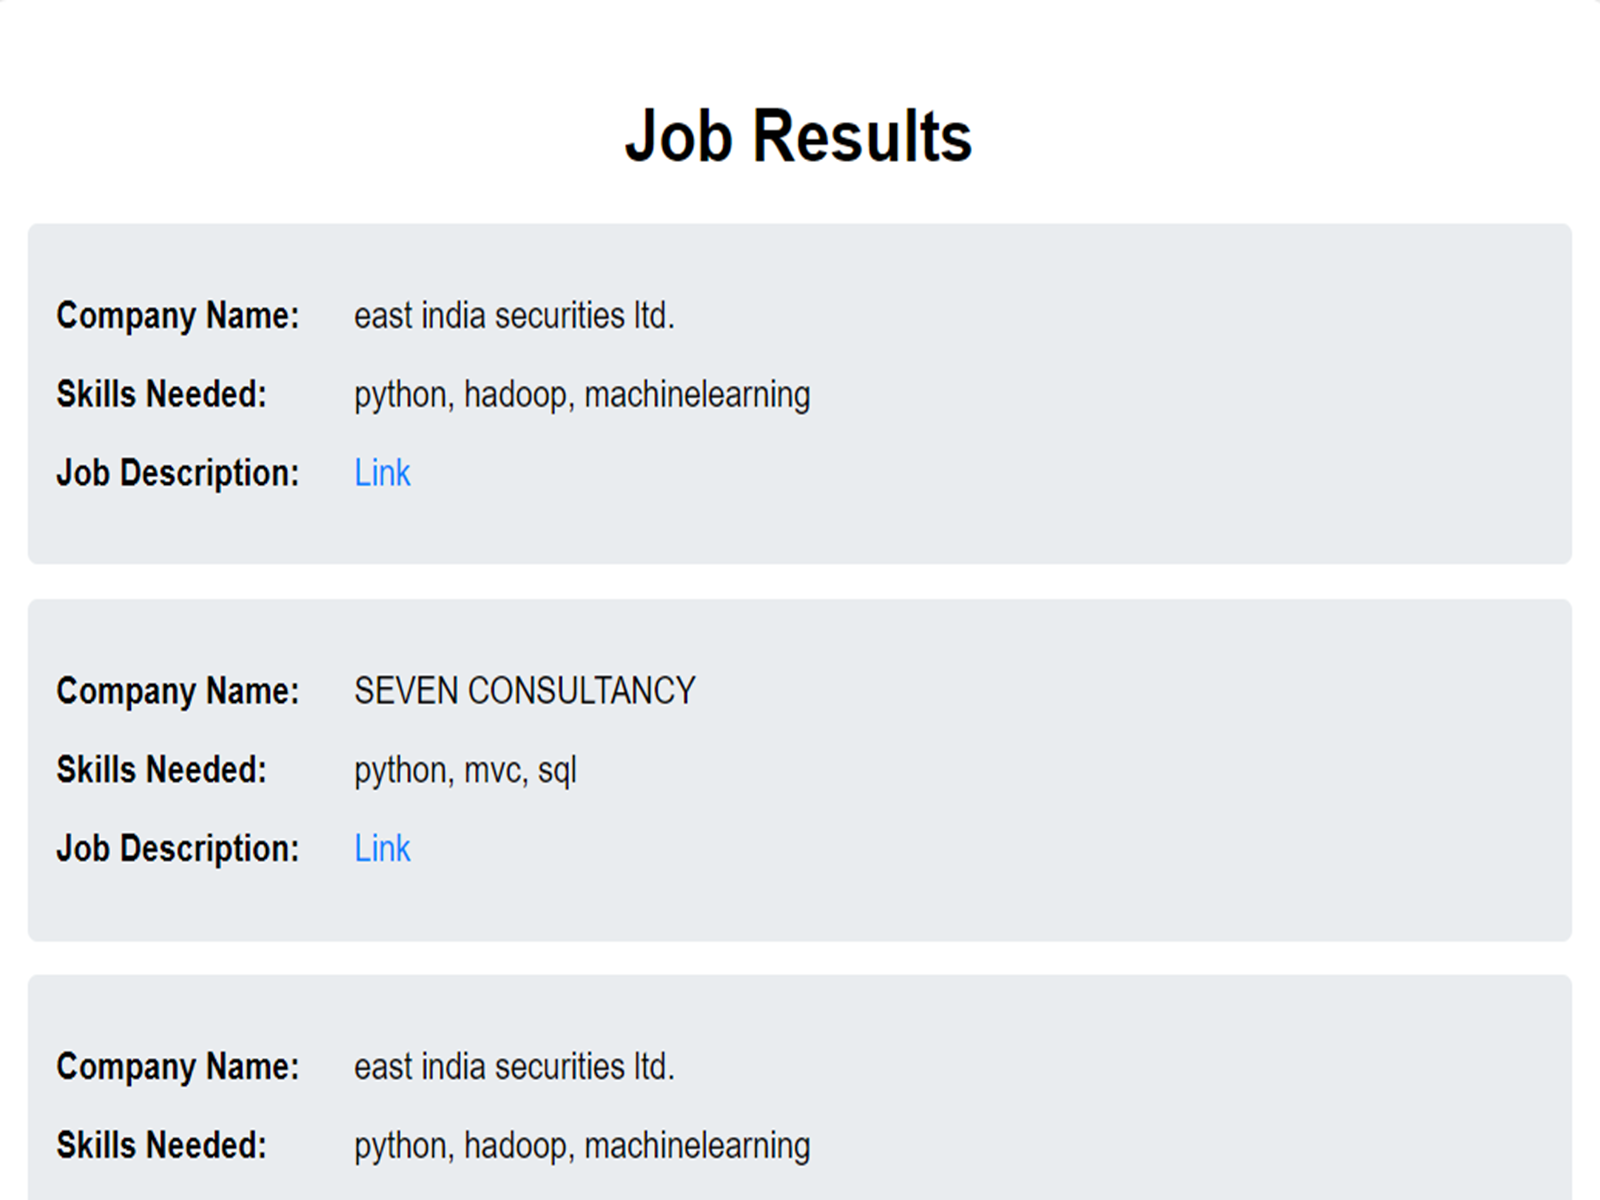 Job Results
Company Name: east india securities ltd.
Skills Needed: python, hadoop, machinelearning
Job Description: Link
Company Name: SEVEN CONSULTANCY
Skills Needed: python, mvc, sql
Job Description: Link
Company Name: east india securities ltd.
Skills Needed: python, hadoop, machinelearning